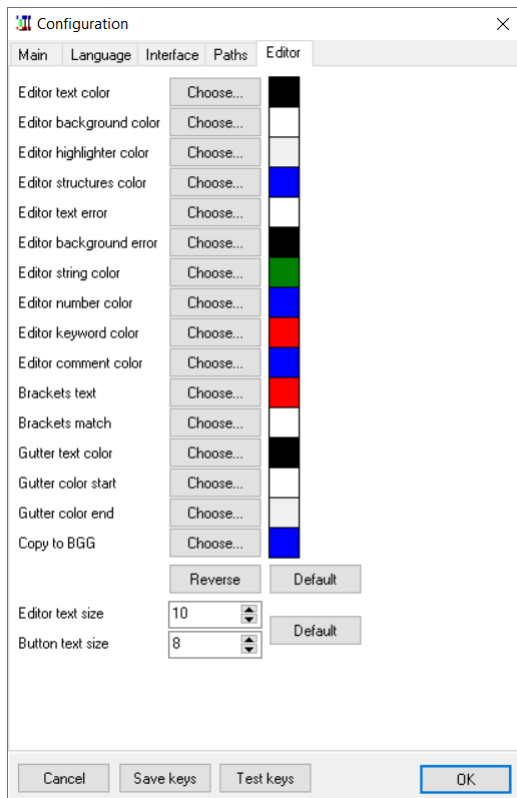 Configuration
Main Language Interface Paths Editor
Editor text color Choose...
Editor background color Choose...
Editor highlighter color Choose...
Editor structures color Choose...
Editor text error Choose...
Editor background error Choose...
Editor string color Choose...
Editor number color Choose...
Editor keyword color Choose...
Editor comment color Choose...
Brackets text Choose...
Brackets match Choose...
Gutter text color Choose...
Gutter color start Choose...
Gutter color end Choose...
Copy to BGG Choose...
Reverse Default
Editor text size 10
Default
Button text size 8
Cancel Save keys Test keys OK